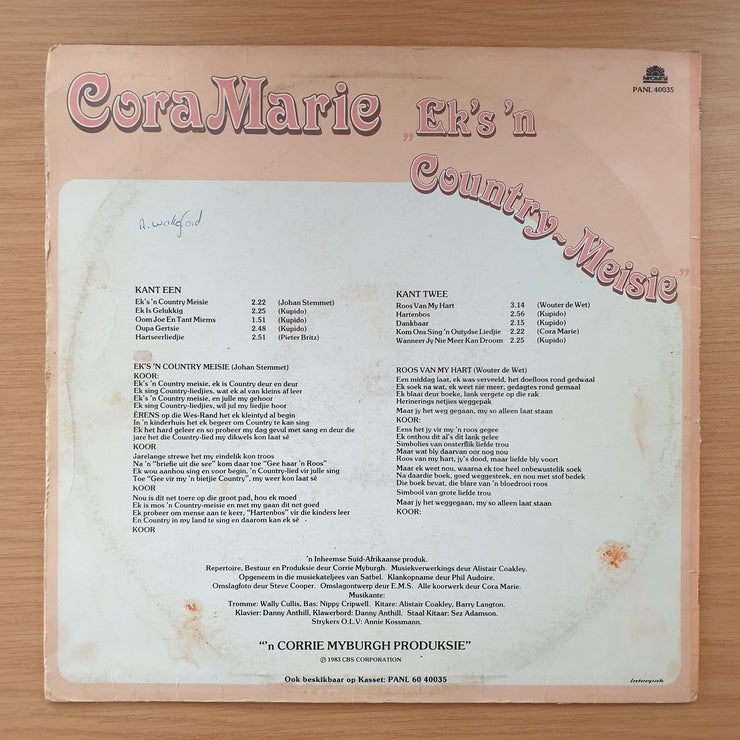 Cora Marie „Ek's 'n
Country~Meisie”
PANL 40035
KANT EEN
Ek's 'n Country Meisie 2.22 (Johan Stemmet)
Ek Is Gelukkig 2.25 (Kupido)
Oom Joe En Tant Miems 1.51 (Kupido)
Oupa Gertsie 2.48 (Kupido)
Hartseerliedjie 2.51 (Pieter Britz)
KANT TWEE
Roos Van My Hart 3.14 (Wouter de Wet)
Hartenbos 2.56 (Kupido)
Dankbaar 2.15 (Kupido)
Kom Ons Sing 'n Outydse Liedjie 2.22 (Cora Marie)
Wanneer Jy Nie Meer Kan Droom 2.25 (Kupido)
EK'S 'N COUNTRY MEISIE (Johan Stemmet)
KOOR:
Ek's 'n Country meisie, ek is Country deur en deur
Ek sing Country-liedjies, wat ek al van kleins af leer
Ek's 'n Country meisie, en julle my gehoor
Ek sing Country-liedjies, wil jul my liedjie hoor
ÊRENS op die Wes-Rand het ek kleintyd al begin
In 'n kinderhuis het ek begeer om Country te kan sing
Ek het hard geleer en so probeer my dag gevul met sang en deur die
jare het die Country-lied my dikwels kon laat sê
KOOR
Jarelange strewe het my eindelik kon troos
Na 'n "briefie uit die see" kom daar toe "Gee haar 'n Roos"
Ek wou aanhou sing en voor begin, 'n Country-lied vir julle sing
Toe "Gee vir my 'n bietjie Country", my weer kon laat sê
KOOR
Nou is dit net toere op die groot pad, hou ek moed
Ek is mos 'n Country-meisie en met my gaan dit net goed
Ek probeer om mense aan te keer, "Hartenbos" vir die kinders leer
En Country in my land te sing en daarom kan ek sê
KOOR
ROOS VAN MY HART (Wouter de Wet)
Een middag laat, ek was verveeld, het doelloos rond gedwaal
Ek soek na wat, ek weet nie meer, gedagtes rond gemaal
Ek blaai deur boeke, lank vergete op die rak
Herinerings netjies weggepak
Maar jy het weg gegaan, my so alleen laat staan
KOOR:
Eens het jy vir my 'n roos gegee
Ek onthou dit al's dit lank gelee
Simbolies van onsterflik liefde trou
Maar wat bly daarvan oor nog nou
Roos van my hart, jy's dood, maar liefde bly voort
Maar ek weet nou, waarna ek toe heel onbewustelik soek
Na daardie boek, goed weggesteek, en nou met stof bedek
Die boek bevat, die blare van 'n bloedrooi roos
Simbool van grote liefde trou
Maar jy het weggegaan, my so alleen laat staan
KOOR:
'n Inheemse Suid-Afrikaanse produk.
Repertoire, Bestuur en Produksie deur Corrie Myburgh. Musiekverwerkings deur Alistair Coakley.
Opgeneem in die musiekateljees van Satbel. Klankopname deur Phil Audoire.
Omslagfoto deur Steve Cooper. Omslagontwerp deur E.M.S. Alle koorwerk deur Cora Marie.
Musikante:
Tromme: Wally Cullis, Bas: Nippy Cripwell. Kitare: Alistair Coakley, Barry Langton.
Klavier: Danny Anthill, Klawerbord: Danny Anthill. Staal Kitaar: Sez Adamson.
Strykers O.L.V: Annie Kossmann.
"'n CORRIE MYBURGH PRODUKSIE"
℗ 1983 CBS CORPORATION
Ook beskikbaar op Kasset: PANL 60 40035
interpak